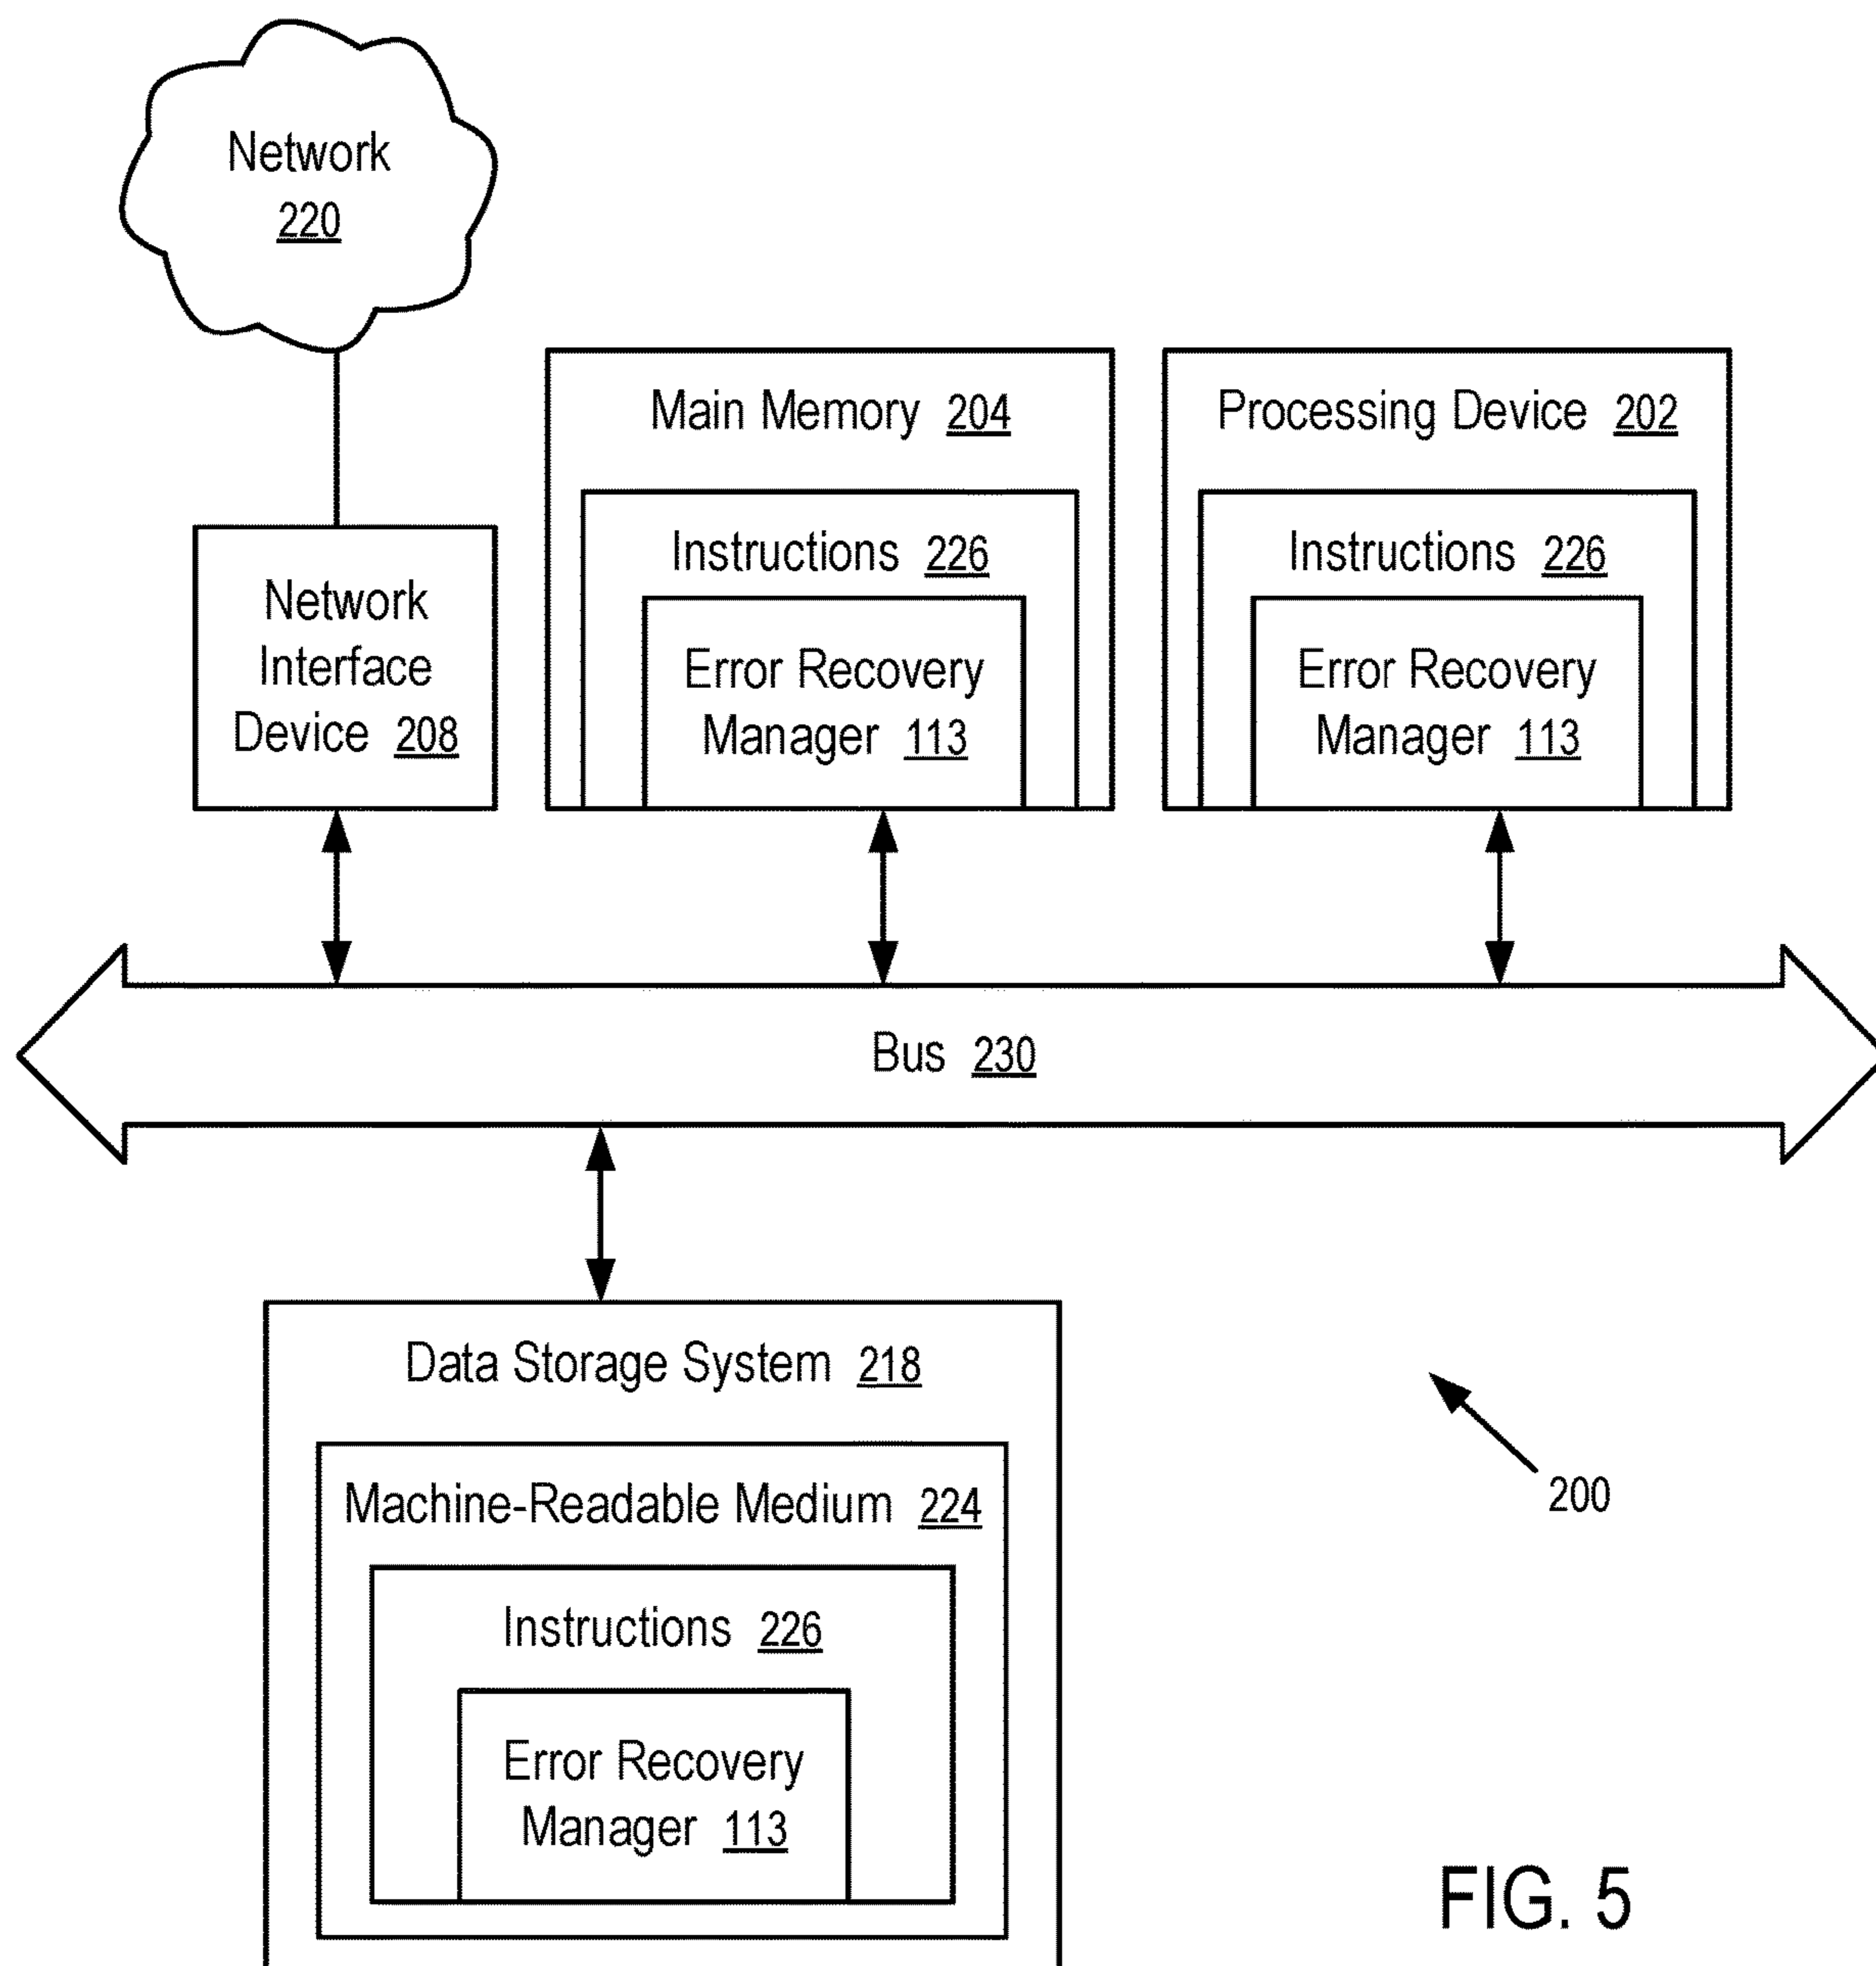 Network
220
Main Memory 204
Processing Device 202
Instructions 226
Instructions 226
Network
Interface
Device 208
Error Recovery
Manager 113
Error Recovery
Manager 113
Bus 230
Data Storage System 218
Machine-Readable Medium 224
200
Instructions 226
Error Recovery
Manager 113
FIG. 5